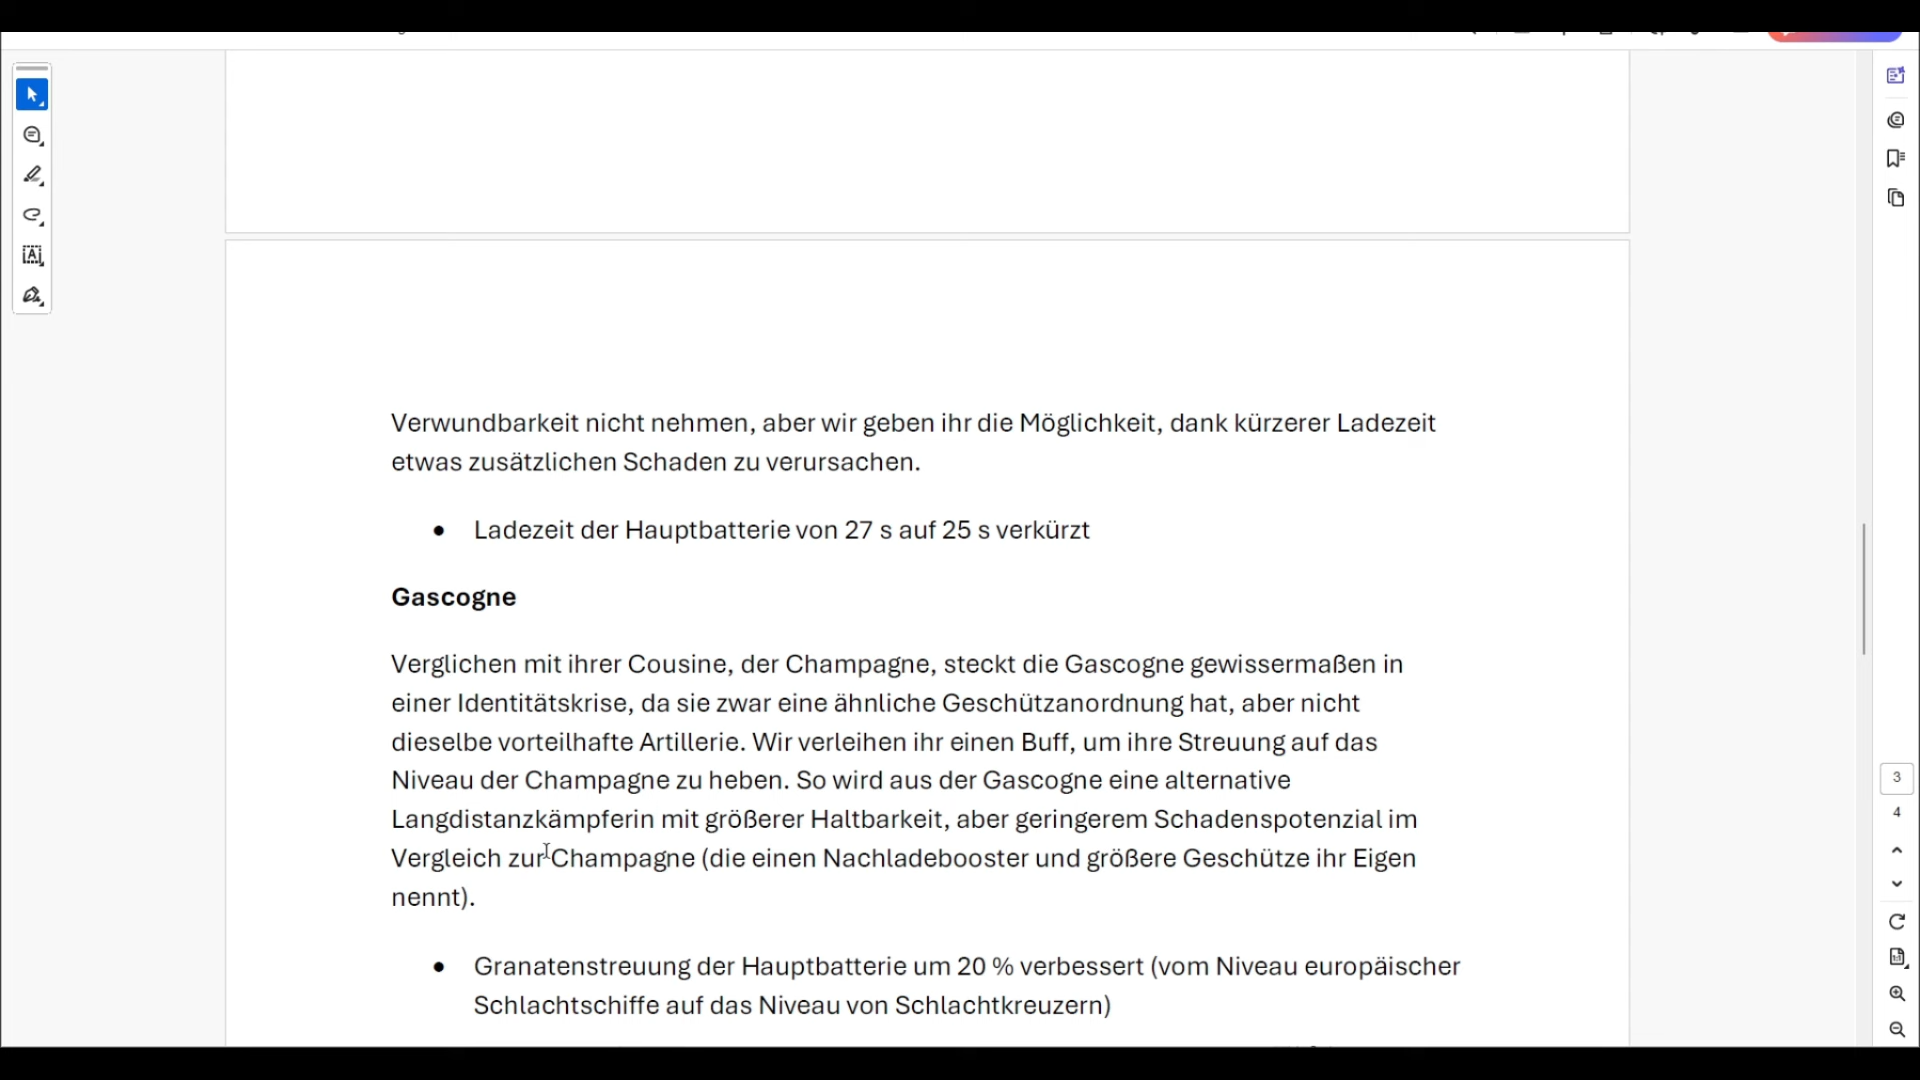 Verwundbarkeit nicht nehmen, aber wir geben ihr die Möglichkeit, dank kürzerer Ladezeit
etwas zusätzlichen Schaden zu verursachen.
• Ladezeit der Hauptbatterie von 27 s auf 25 s verkürzt
Gascogne
Verglichen mit ihrer Cousine, der Champagne, steckt die Gascogne gewissermaßen in
einer Identitätskrise, da sie zwar eine ähnliche Geschützanordnung hat, aber nicht
dieselbe vorteilhafte Artillerie. Wir verleihen ihr einen Buff, um ihre Streuung auf das
Niveau der Champagne zu heben. So wird aus der Gascogne eine alternative
Langdistanzkämpferin mit größerer Haltbarkeit, aber geringerem Schadenspotenzial im
Vergleich zur Champagne (die einen Nachladebooster und größere Geschütze ihr Eigen
nennt).
• Granatenstreuung der Hauptbatterie um 20 % verbessert (vom Niveau europäischer
Schlachtschiffe auf das Niveau von Schlachtkreuzern)
3
4